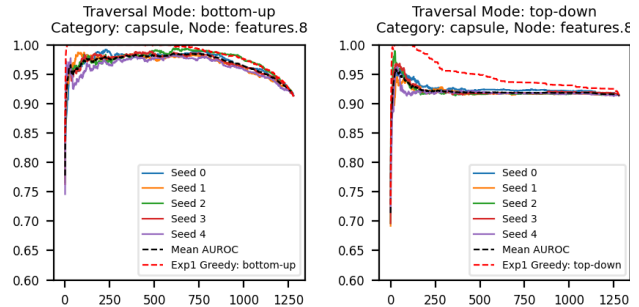 Traversal Mode: bottom-up
Category: capsule, Node: features.8
1.00
0.95
0.90
0.85
0.80
0.75
0.70
0.65
0.60
0
250
500
750
1000
1250
Seed 0
Seed 1
Seed 2
Seed 3
Seed 4
Mean AUROC
Exp1 Greedy: bottom-up
Traversal Mode: top-down
Category: capsule, Node: features.8
1.00
0.95
0.90
0.85
0.80
0.75
0.70
0.65
0.60
0
250
500
750
1000
1250
Seed 0
Seed 1
Seed 2
Seed 3
Seed 4
Mean AUROC
Exp1 Greedy: top-down